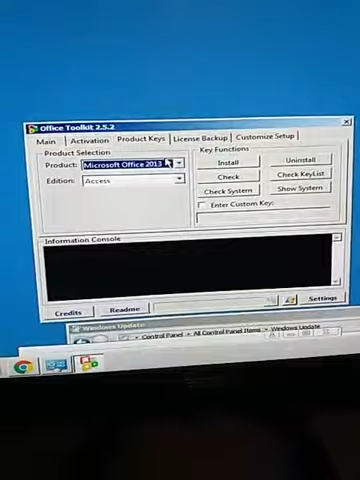 Office Toolkit 2.5.2
Main Activation Product Keys License Backup Customize Setup
Product Selection
Product: Microsoft Office 2013
Edition: Access
Key Functions
Install Uninstall
Check Check KeyList
Check System Show System
Enter Custom Key:
Information Console
Credits Readme Settings
Windows Update
Control Panel All Control Panel Items Windows Update